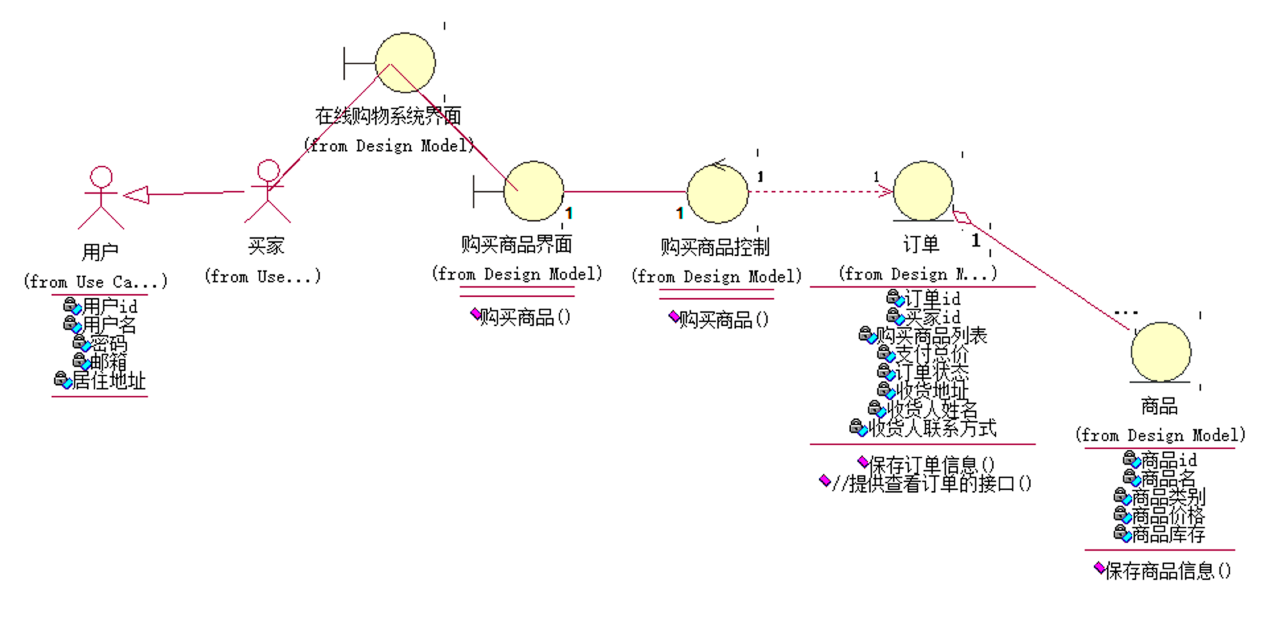 在线购物系统界面
(from Design Model)
用户
(from Use Ca...)
用户id
用户名
密码
邮箱
居住地址
买家
(from Use...)
购买商品界面
(from Design Model)
购买商品()
1
1
购买商品控制
(from Design Model)
购买商品()
1
1
订单
(from Design M...)
订单id
买家id
购买商品列表
支付总价
订单状态
收货地址
收货人姓名
收货人联系方式
保存订单信息()
//提供查看订单的接口()
1
...
商品
(from Design Model)
商品id
商品名
商品类别
商品价格
商品库存
保存商品信息()